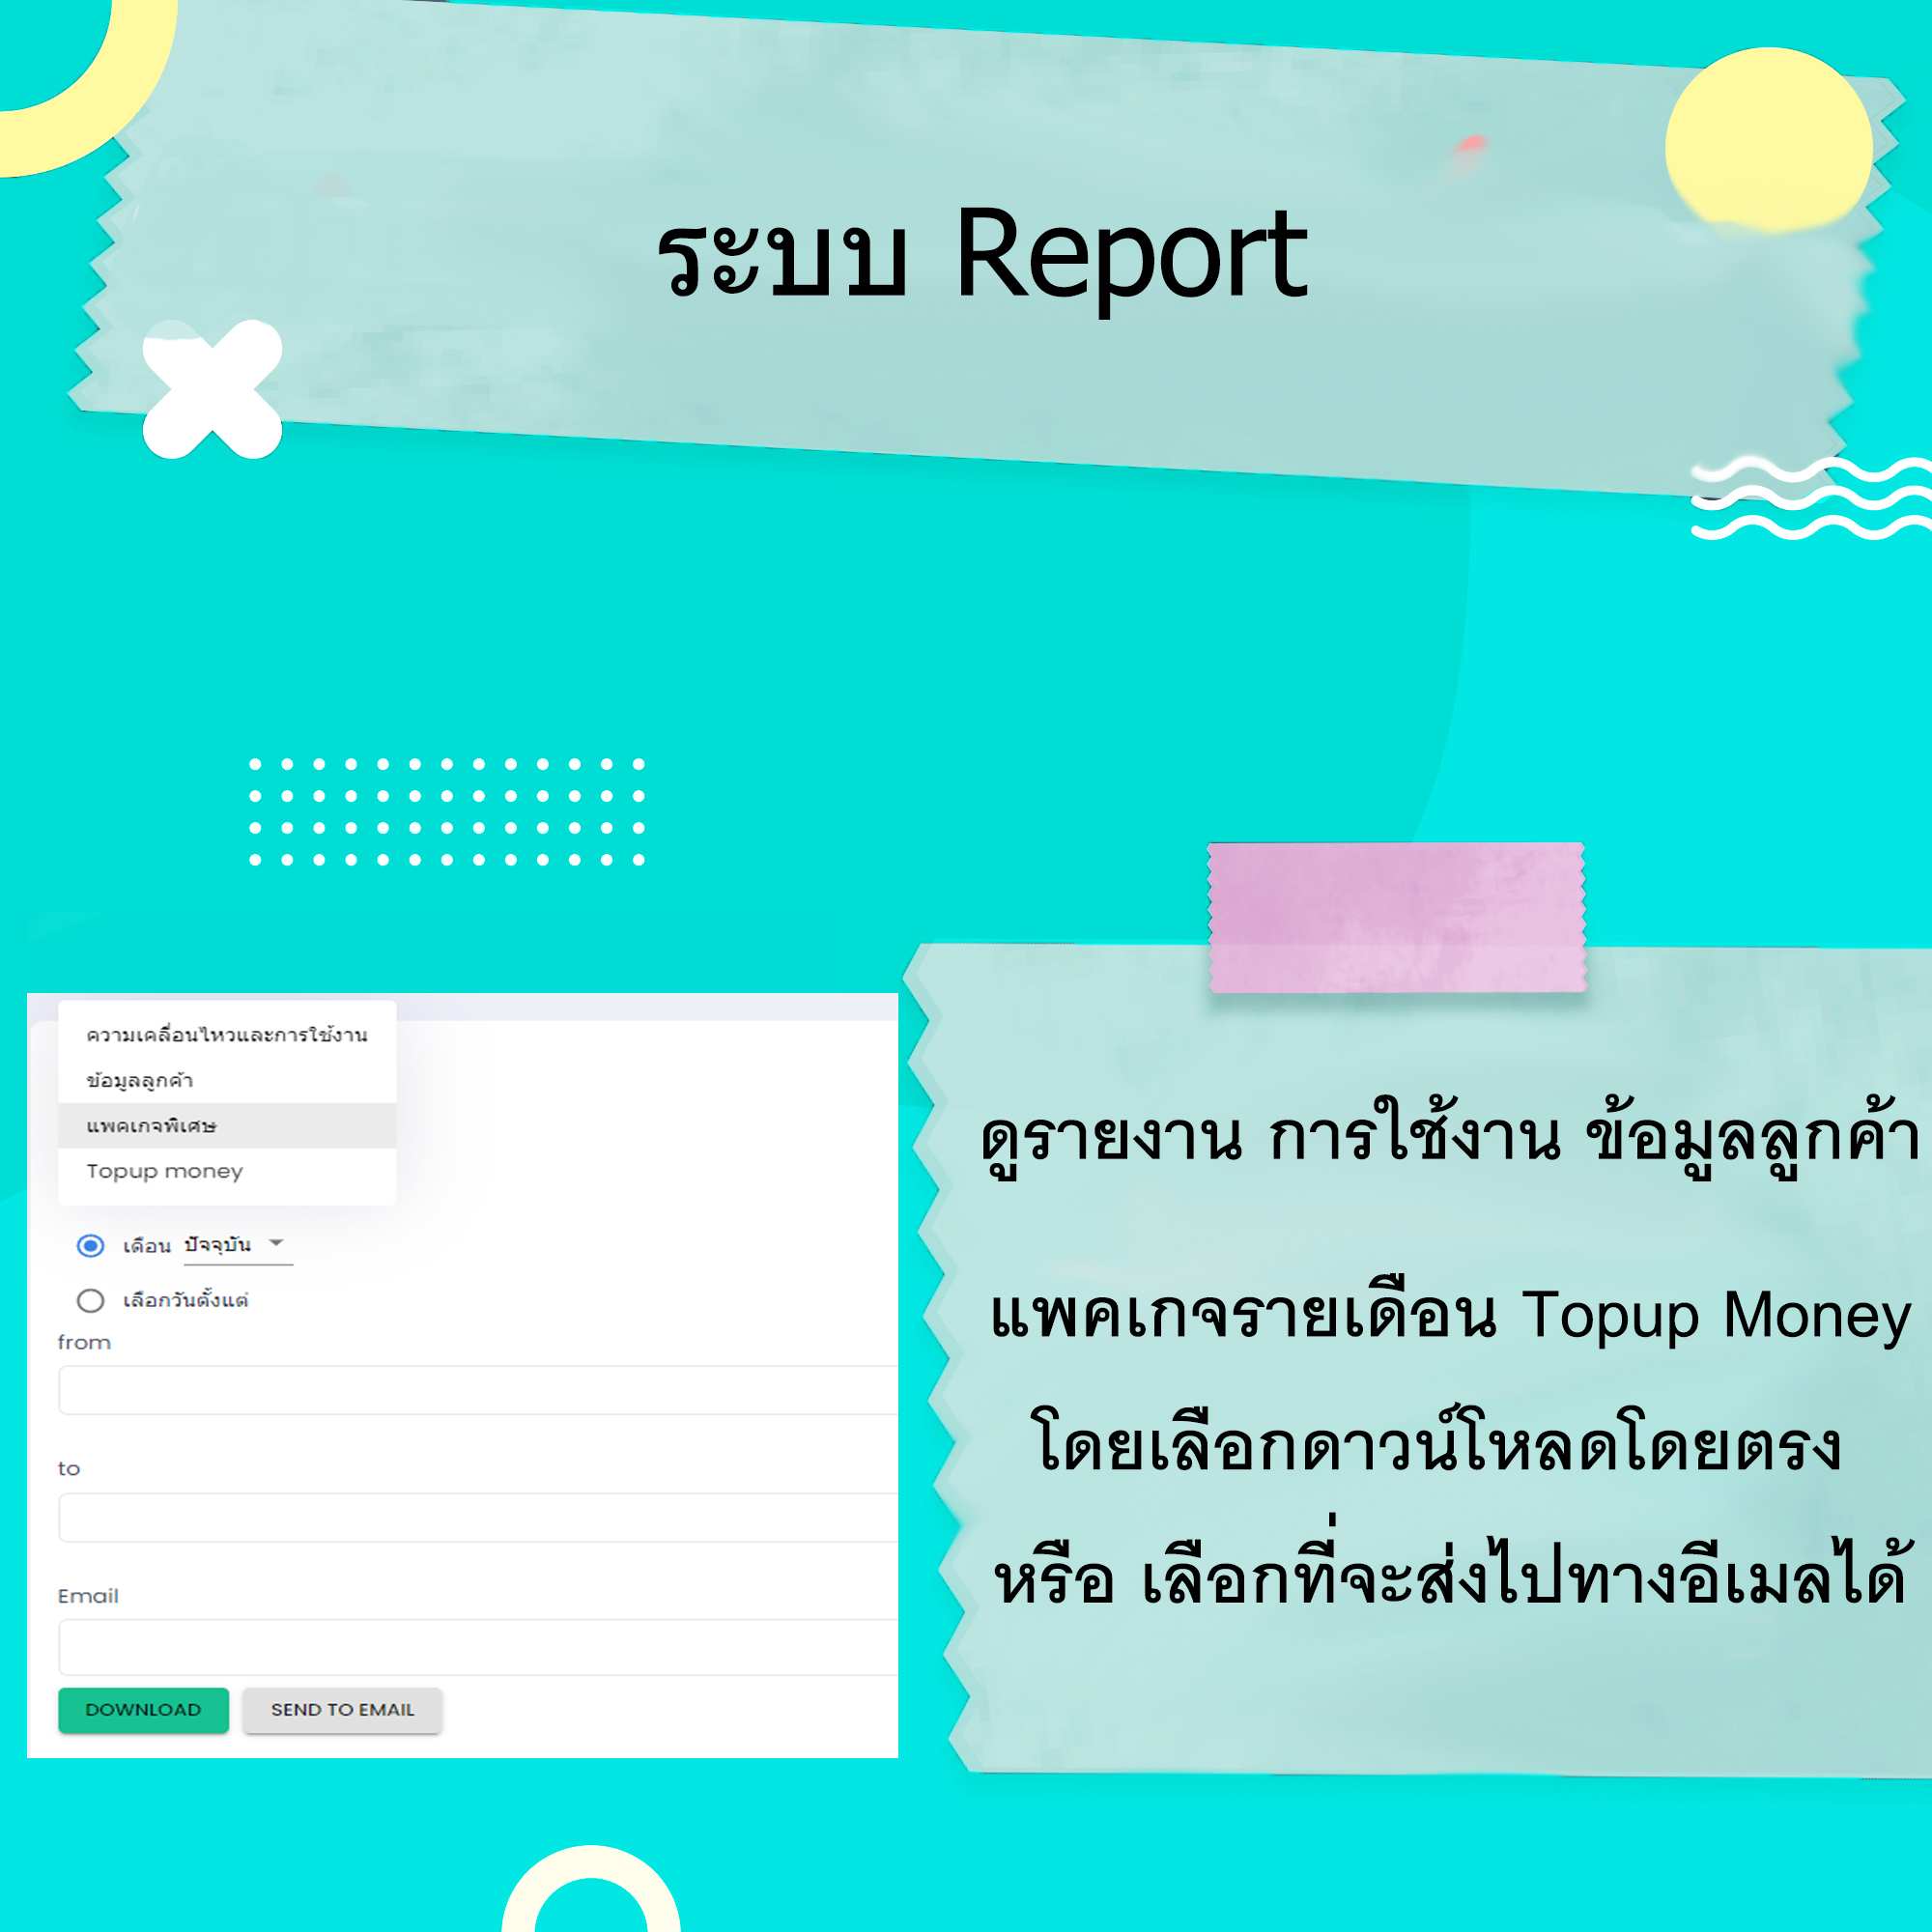 ระบบ Report
ความเคลื่อนไหวและการใช้งาน
ข้อมูลลูกค้า
แพคเกจพิเศษ
Topup money
เดือน ปัจจุบัน
เลือกวันตั้งแต่
from
to
Email
DOWNLOAD SEND TO EMAIL
ดูรายงาน การใช้งาน ข้อมูลลูกค้า
แพคเกจรายเดือน Topup Money
โดยเลือกดาวน์โหลดโดยตรง
หรือ เลือกที่จะส่งไปทางอีเมลได้